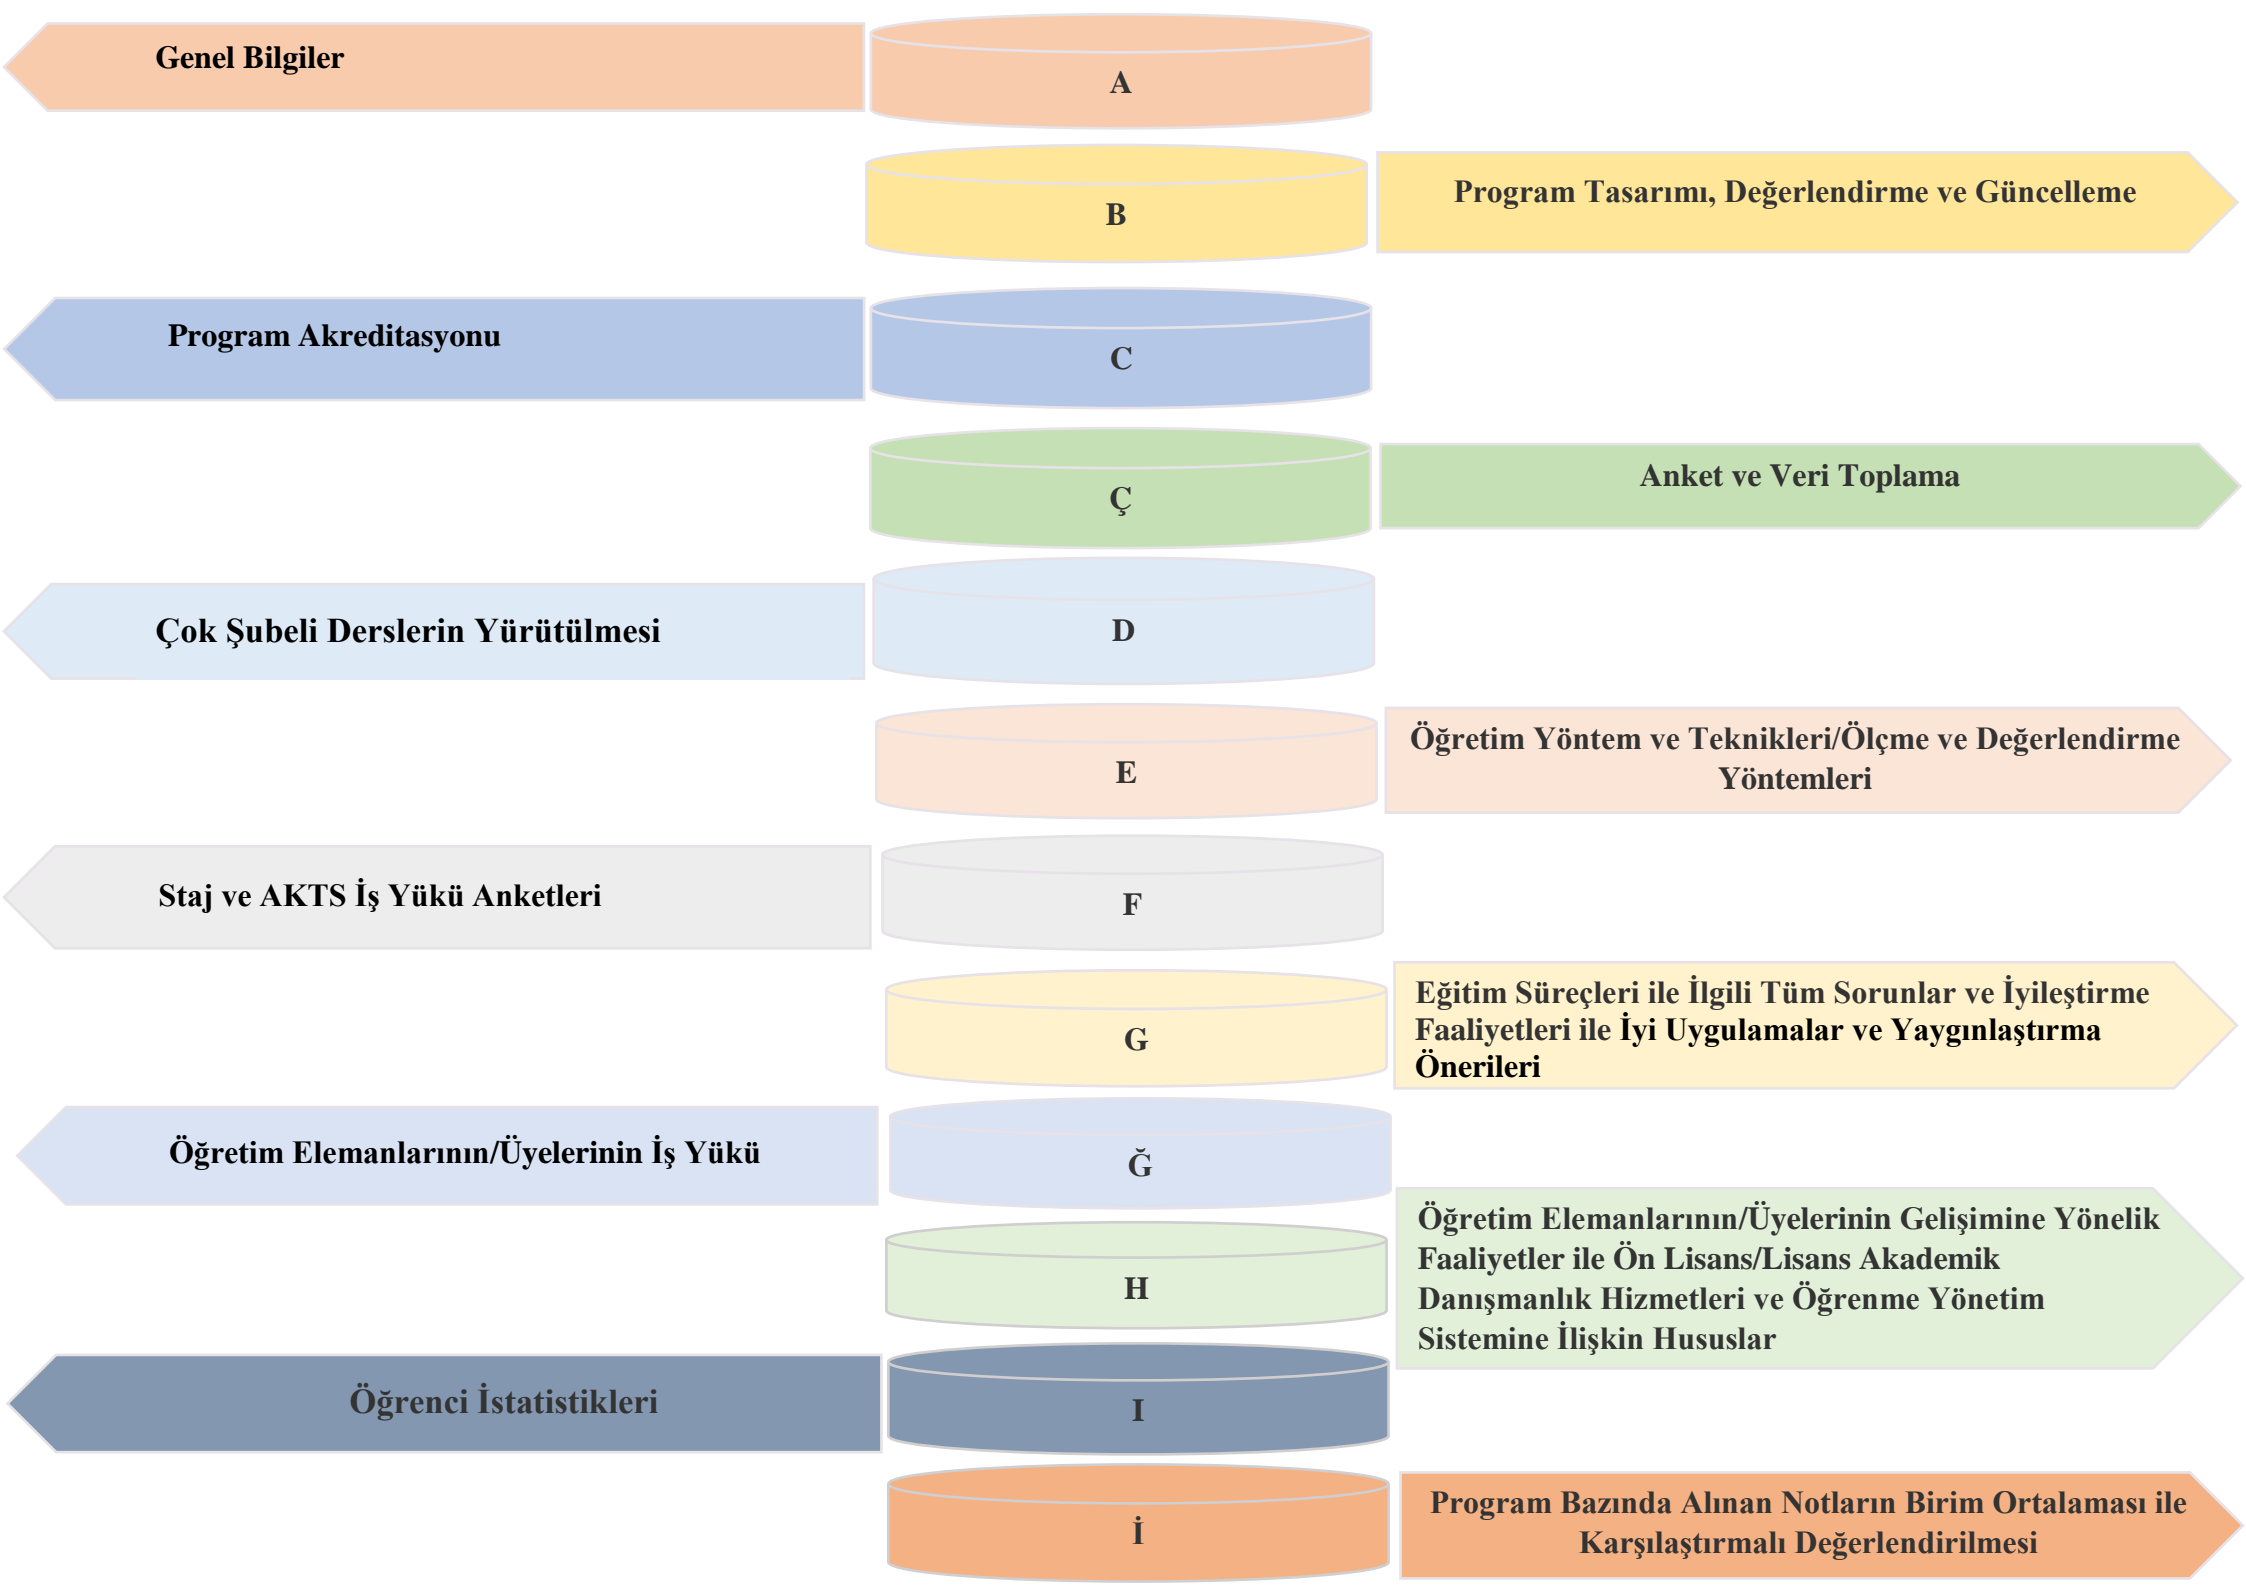 Genel Bilgiler
A
B
Program Tasarımı, Değerlendirme ve Güncelleme
Program Akreditasyonu
C
Ç
Anket ve Veri Toplama
Çok Şubeli Derslerin Yürütülmesi
D
E
Öğretim Yöntem ve Teknikleri/Ölçme ve Değerlendirme
Yöntemleri
Staj ve AKTS İş Yükü Anketleri
F
G
Eğitim Süreçleri ile İlgili Tüm Sorunlar ve İyileştirme
Faaliyetleri ile İyi Uygulamalar ve Yaygınlaştırma
Önerileri
Öğretim Elemanlarının/Üyelerinin İş Yükü
Ğ
H
Öğretim Elemanlarının/Üyelerinin Gelişimine Yönelik
Faaliyetler ile Ön Lisans/Lisans Akademik
Danışmanlık Hizmetleri ve Öğrenme Yönetim
Sistemine İlişkin Hususlar
Öğrenci İstatistikleri
I
İ
Program Bazında Alınan Notların Birim Ortalaması ile
Karşılaştırmalı Değerlendirilmesi